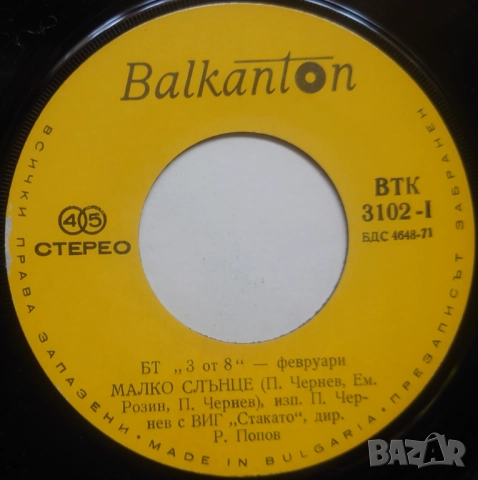 Balkanton
ВТК
3102-I
БДС 4648-71
45
СТЕРЕО
БТ „3 от 8“ — февруари
МАЛКО СЛЪНЦЕ (П. Чернев, Ем.
Розин, П. Чернев), изп. П. Чер-
нев с ВИГ „Стакато“, дир.
Р. Попов
ВСИЧКИ ПРАВА ЗАПАЗЕНИ • MADE IN BULGARIA • ПРЕЗАПИСЪТ ЗАБРАНЕН
BAZAR